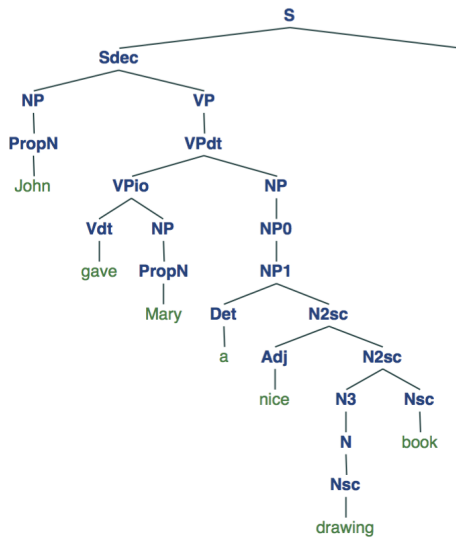 S
Sdec
NP VP
PropN VPdt
John VPio NP
Vdt NP NP0
gave PropN NP1
Mary Det N2sc
a Adj N2sc
nice N3 Nsc
N book
Nsc
drawing